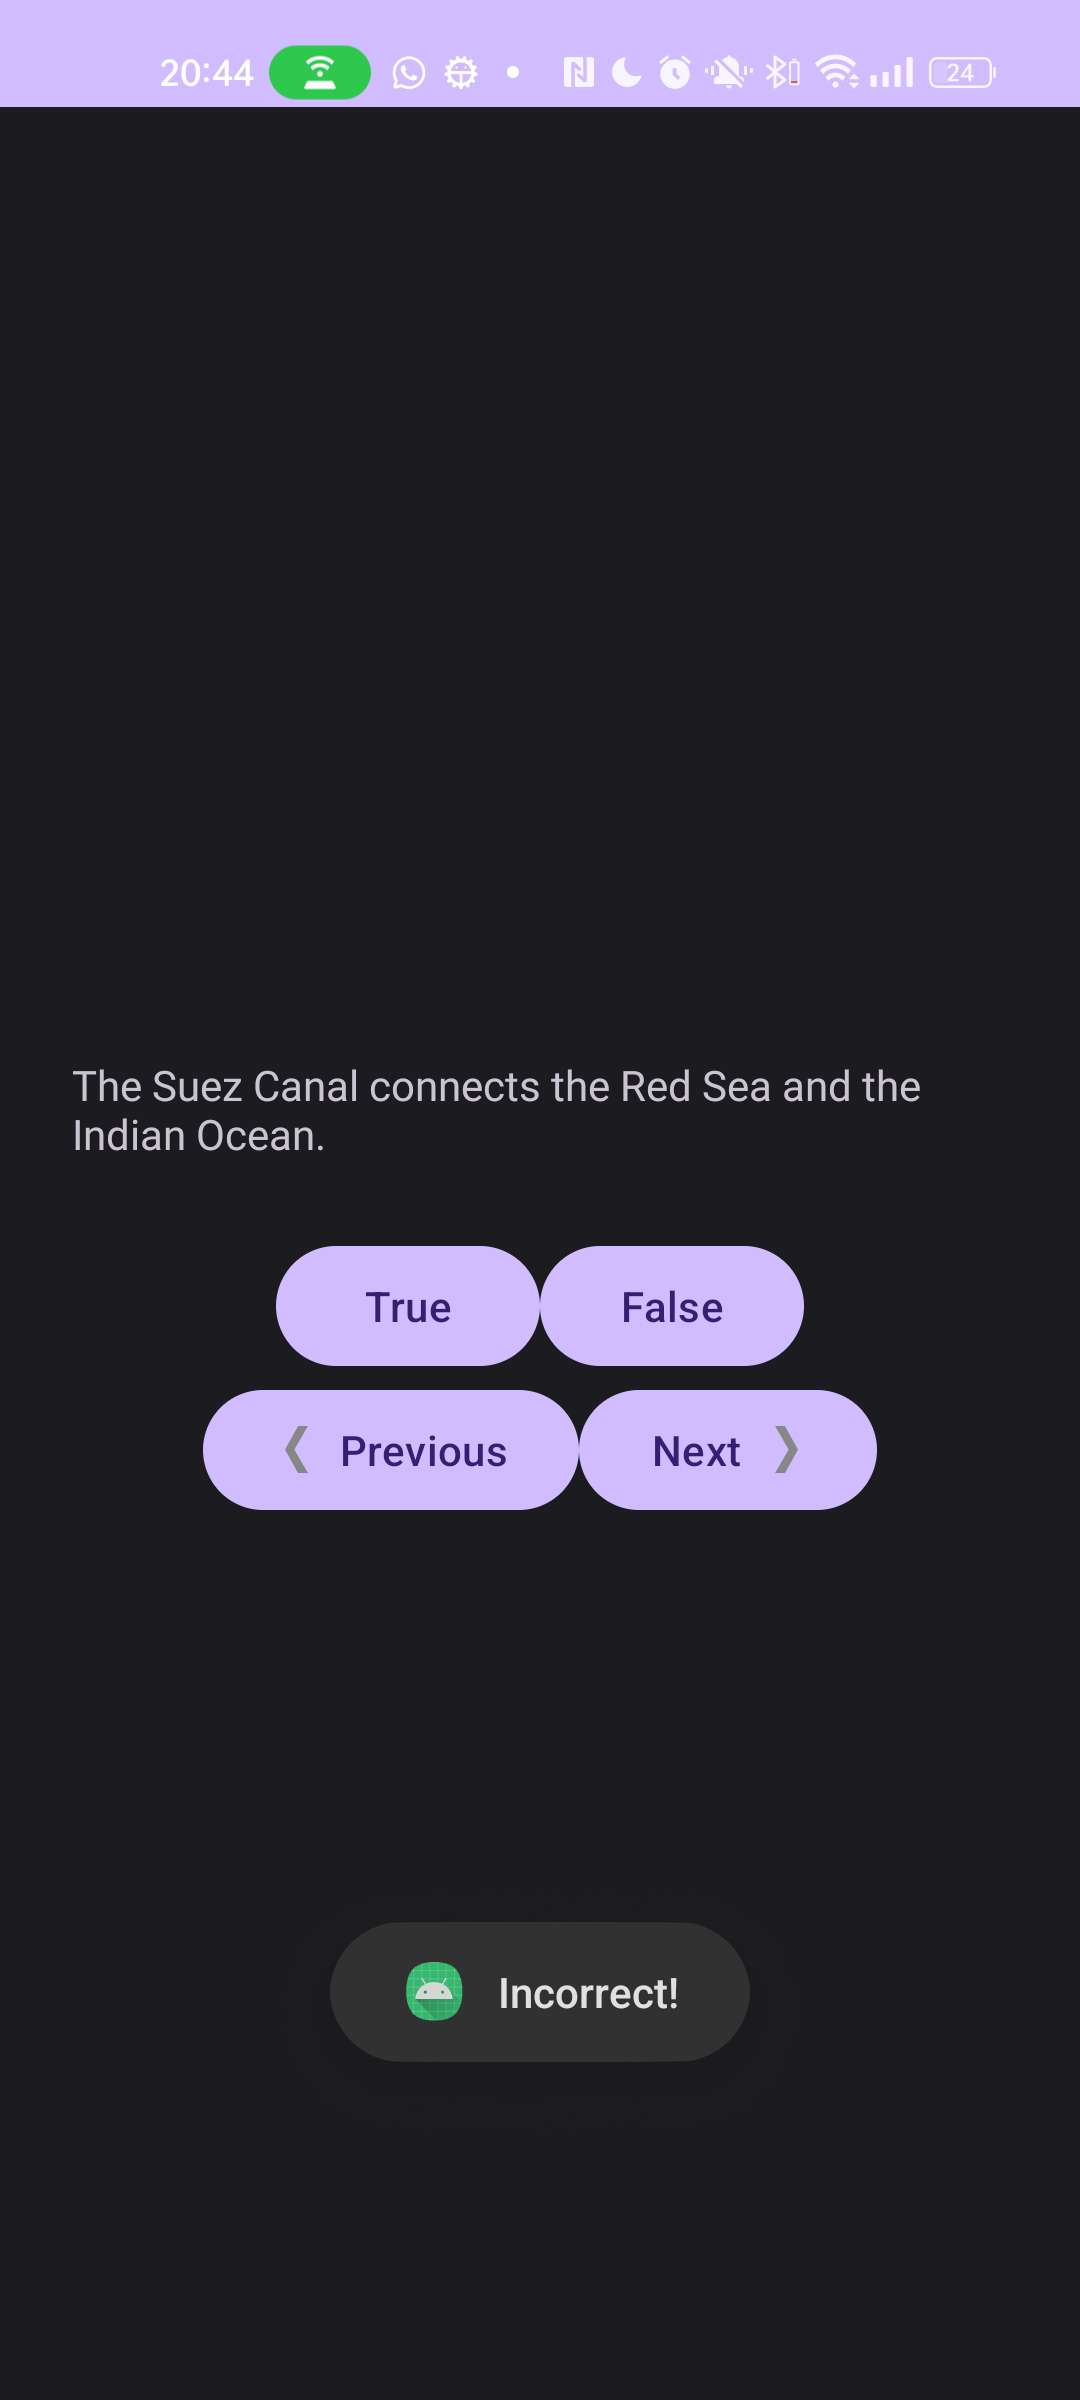 20:44
24
The Suez Canal connects the Red Sea and the
Indian Ocean.
True
False
❬ Previous
Next ❭
Incorrect!